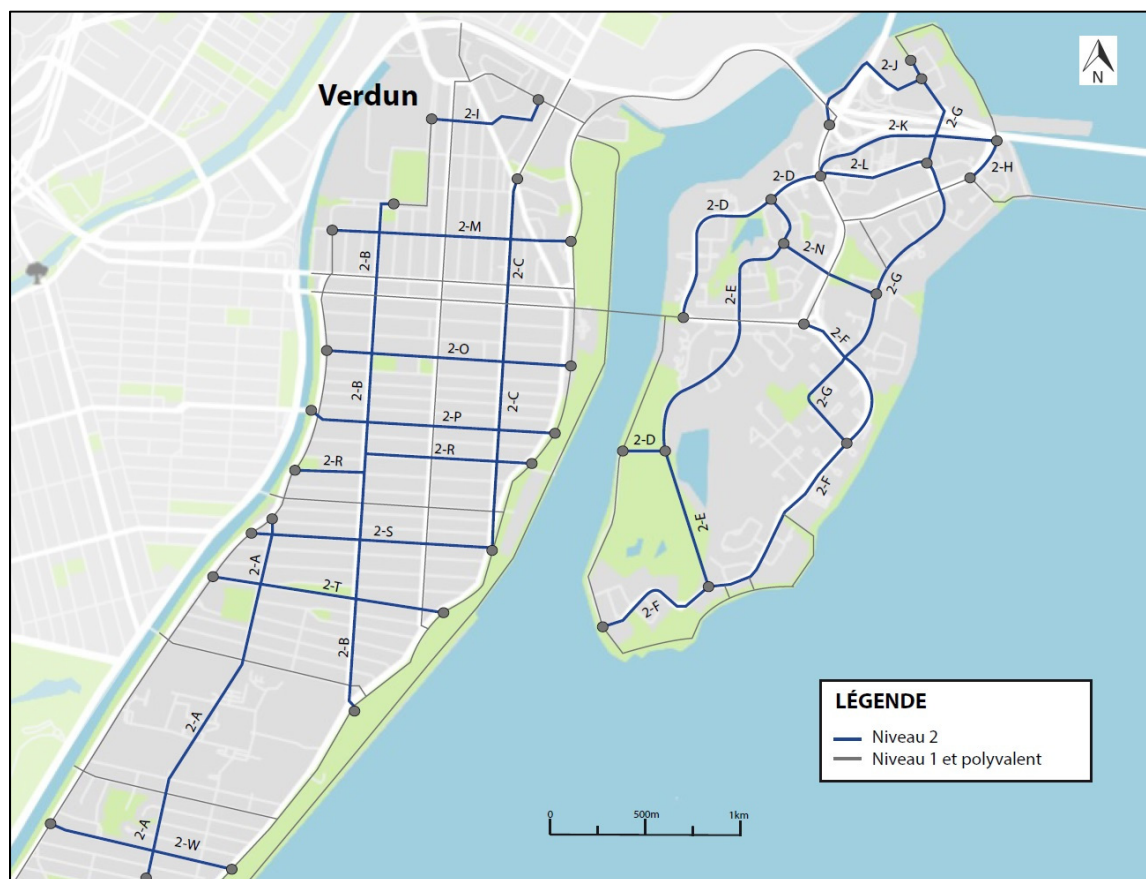 N
Verdun
2-I
2-J
2-G
2-K
2-L
2-H
2-D
2-D
2-M
2-B
2-C
2-N
2-E
2-G
2-O
2-F
2-B
2-C
2-G
2-P
2-R
2-R
2-D
2-F
2-S
2-E
2-A
2-T
2-F
2-B
2-A
2-A
2-W
LÉGENDE
Niveau 2
Niveau 1 et polyvalent
0
500m
1km